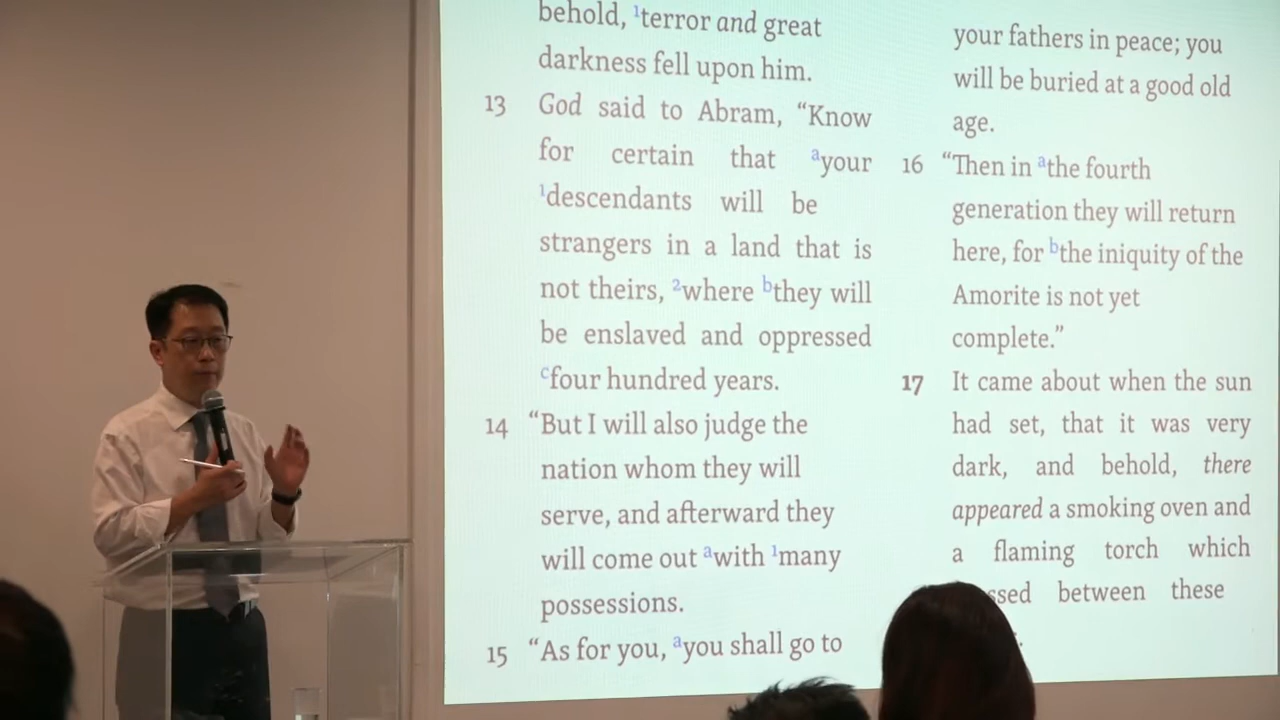 behold, ¹terror and great
darkness fell upon him.
13 God said to Abram, “Know
for certain that ᵃyour
¹descendants will be
strangers in a land that is
not theirs, ²where ᵇthey will
be enslaved and oppressed
ᶜfour hundred years.
14 “But I will also judge the
nation whom they will
serve, and afterward they
will come out ᵃwith ¹many
possessions.
15 “As for you, ᵃyou shall go to
your fathers in peace; you
will be buried at a good old
age.
16 “Then in ᵃthe fourth
generation they will return
here, for ᵇthe iniquity of the
Amorite is not yet
complete.”
17 It came about when the sun
had set, that it was very
dark, and behold, there
appeared a smoking oven and
a flaming torch which
between these